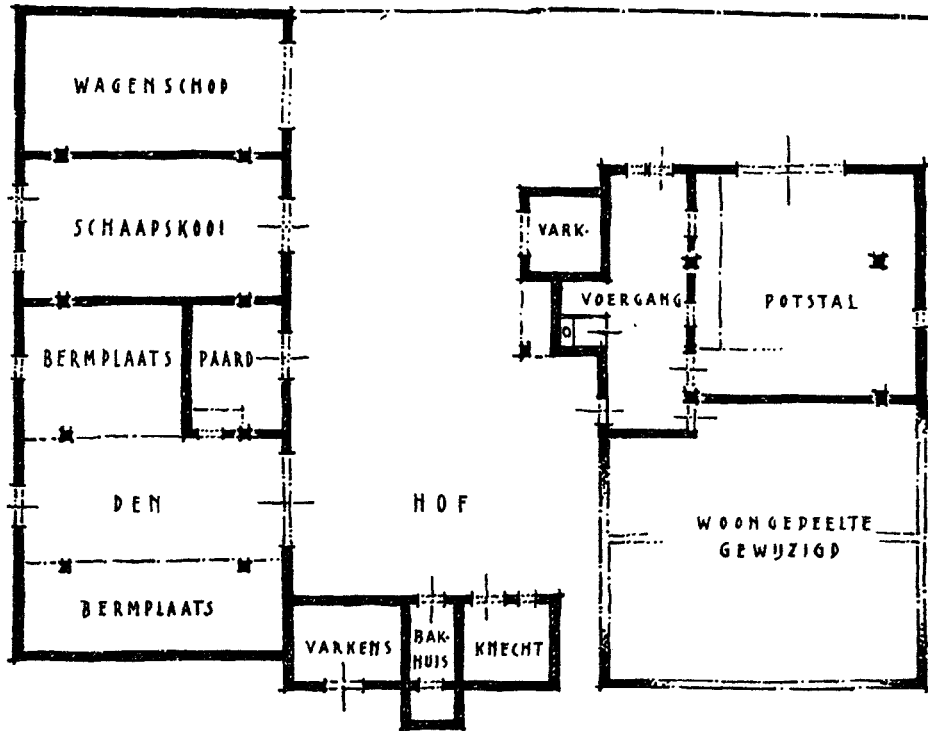 WAGENSCHOP
SCHAAPSKOOI
VARK-
VOERGANG
POTSTAL
BERMPLAATS
PAARD
DEN
HOF
WOONGEDEELTE
GEWIJZIGD
BERMPLAATS
VARKENS
BAK-
HUIS
KNECHT